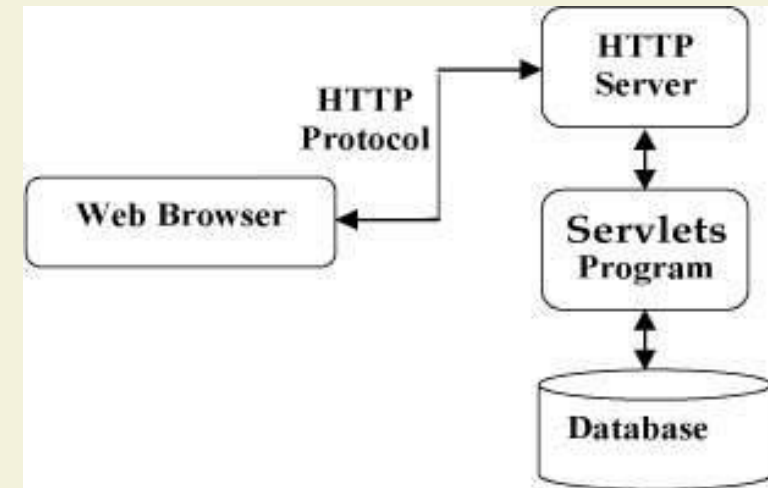 HTTP
Server
HTTP
Protocol
Web Browser
Servlets
Program
Database